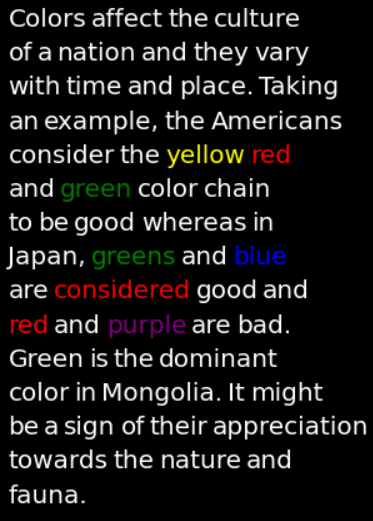 Colors affect the culture
of a nation and they vary
with time and place. Taking
an example, the Americans
consider the yellow red
and green color chain
to be good whereas in
Japan, greens and blue
are considered good and
red and purple are bad.
Green is the dominant
color in Mongolia. It might
be a sign of their appreciation
towards the nature and
fauna.